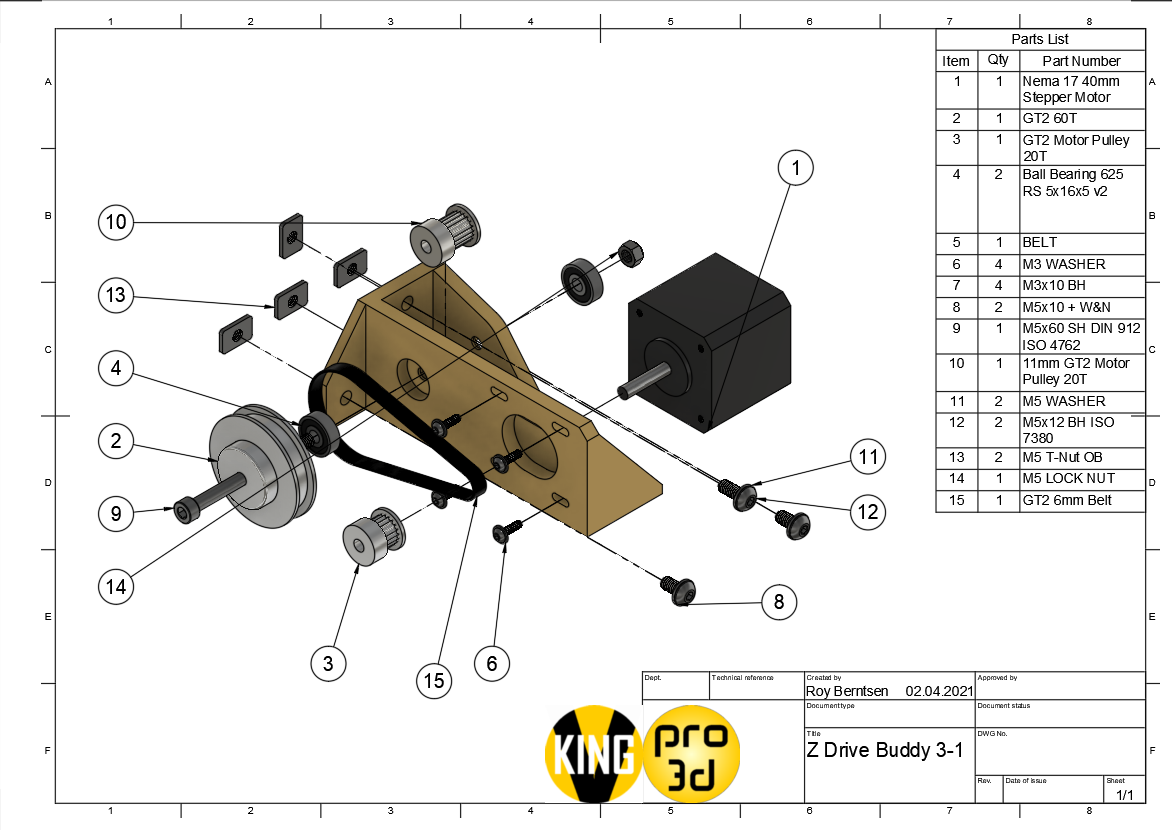 1 2 3 4 5 6 7 8
Parts List
Item Qty Part Number
1 1 Nema 17 40mm
Stepper Motor
2 1 GT2 60T
3 1 GT2 Motor Pulley
20T
4 2 Ball Bearing 625
RS 5x16x5 v2
5 1 BELT
6 4 M3 WASHER
7 4 M3x10 BH
8 2 M5x10 + W&N
9 1 M5x60 SH DIN 912
ISO 4762
10 1 11mm GT2 Motor
Pulley 20T
11 2 M5 WASHER
12 2 M5x12 BH ISO
7380
13 2 M5 T-Nut OB
14 1 M5 LOCK NUT
15 1 GT2 6mm Belt
A A
B B
C C
D D
E E
F F
1
10
13
4
2
9
14
3
15
6
8
11
12
Dept.
Technical reference
Created by
Roy Berntsen 02.04.2021
Approved by
Document type
Document status
Title
Z Drive Buddy 3-1
DWG No.
Rev.
Date of issue
Sheet
1/1
KING
pro
3d
1 2 3 4 5 6 7 8